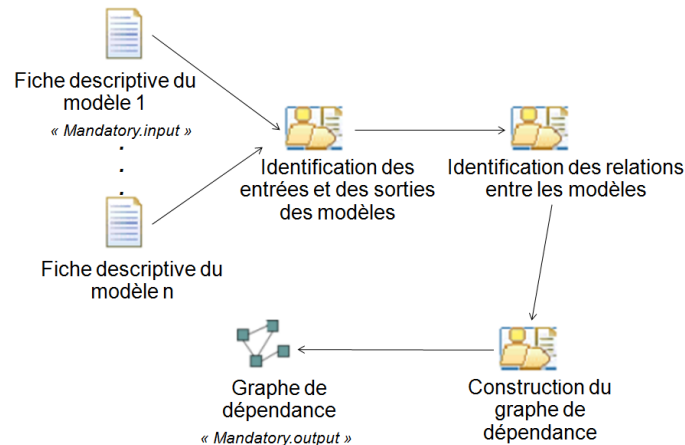 Fiche descriptive du
modèle 1
« Mandatory.input »
.
.
.
Fiche descriptive du
modèle n
Identification des
entrées et des sorties
des modèles
Identification des relations
entre les modèles
Construction du
graphe de
dépendance
Graphe de
dépendance
« Mandatory.output »